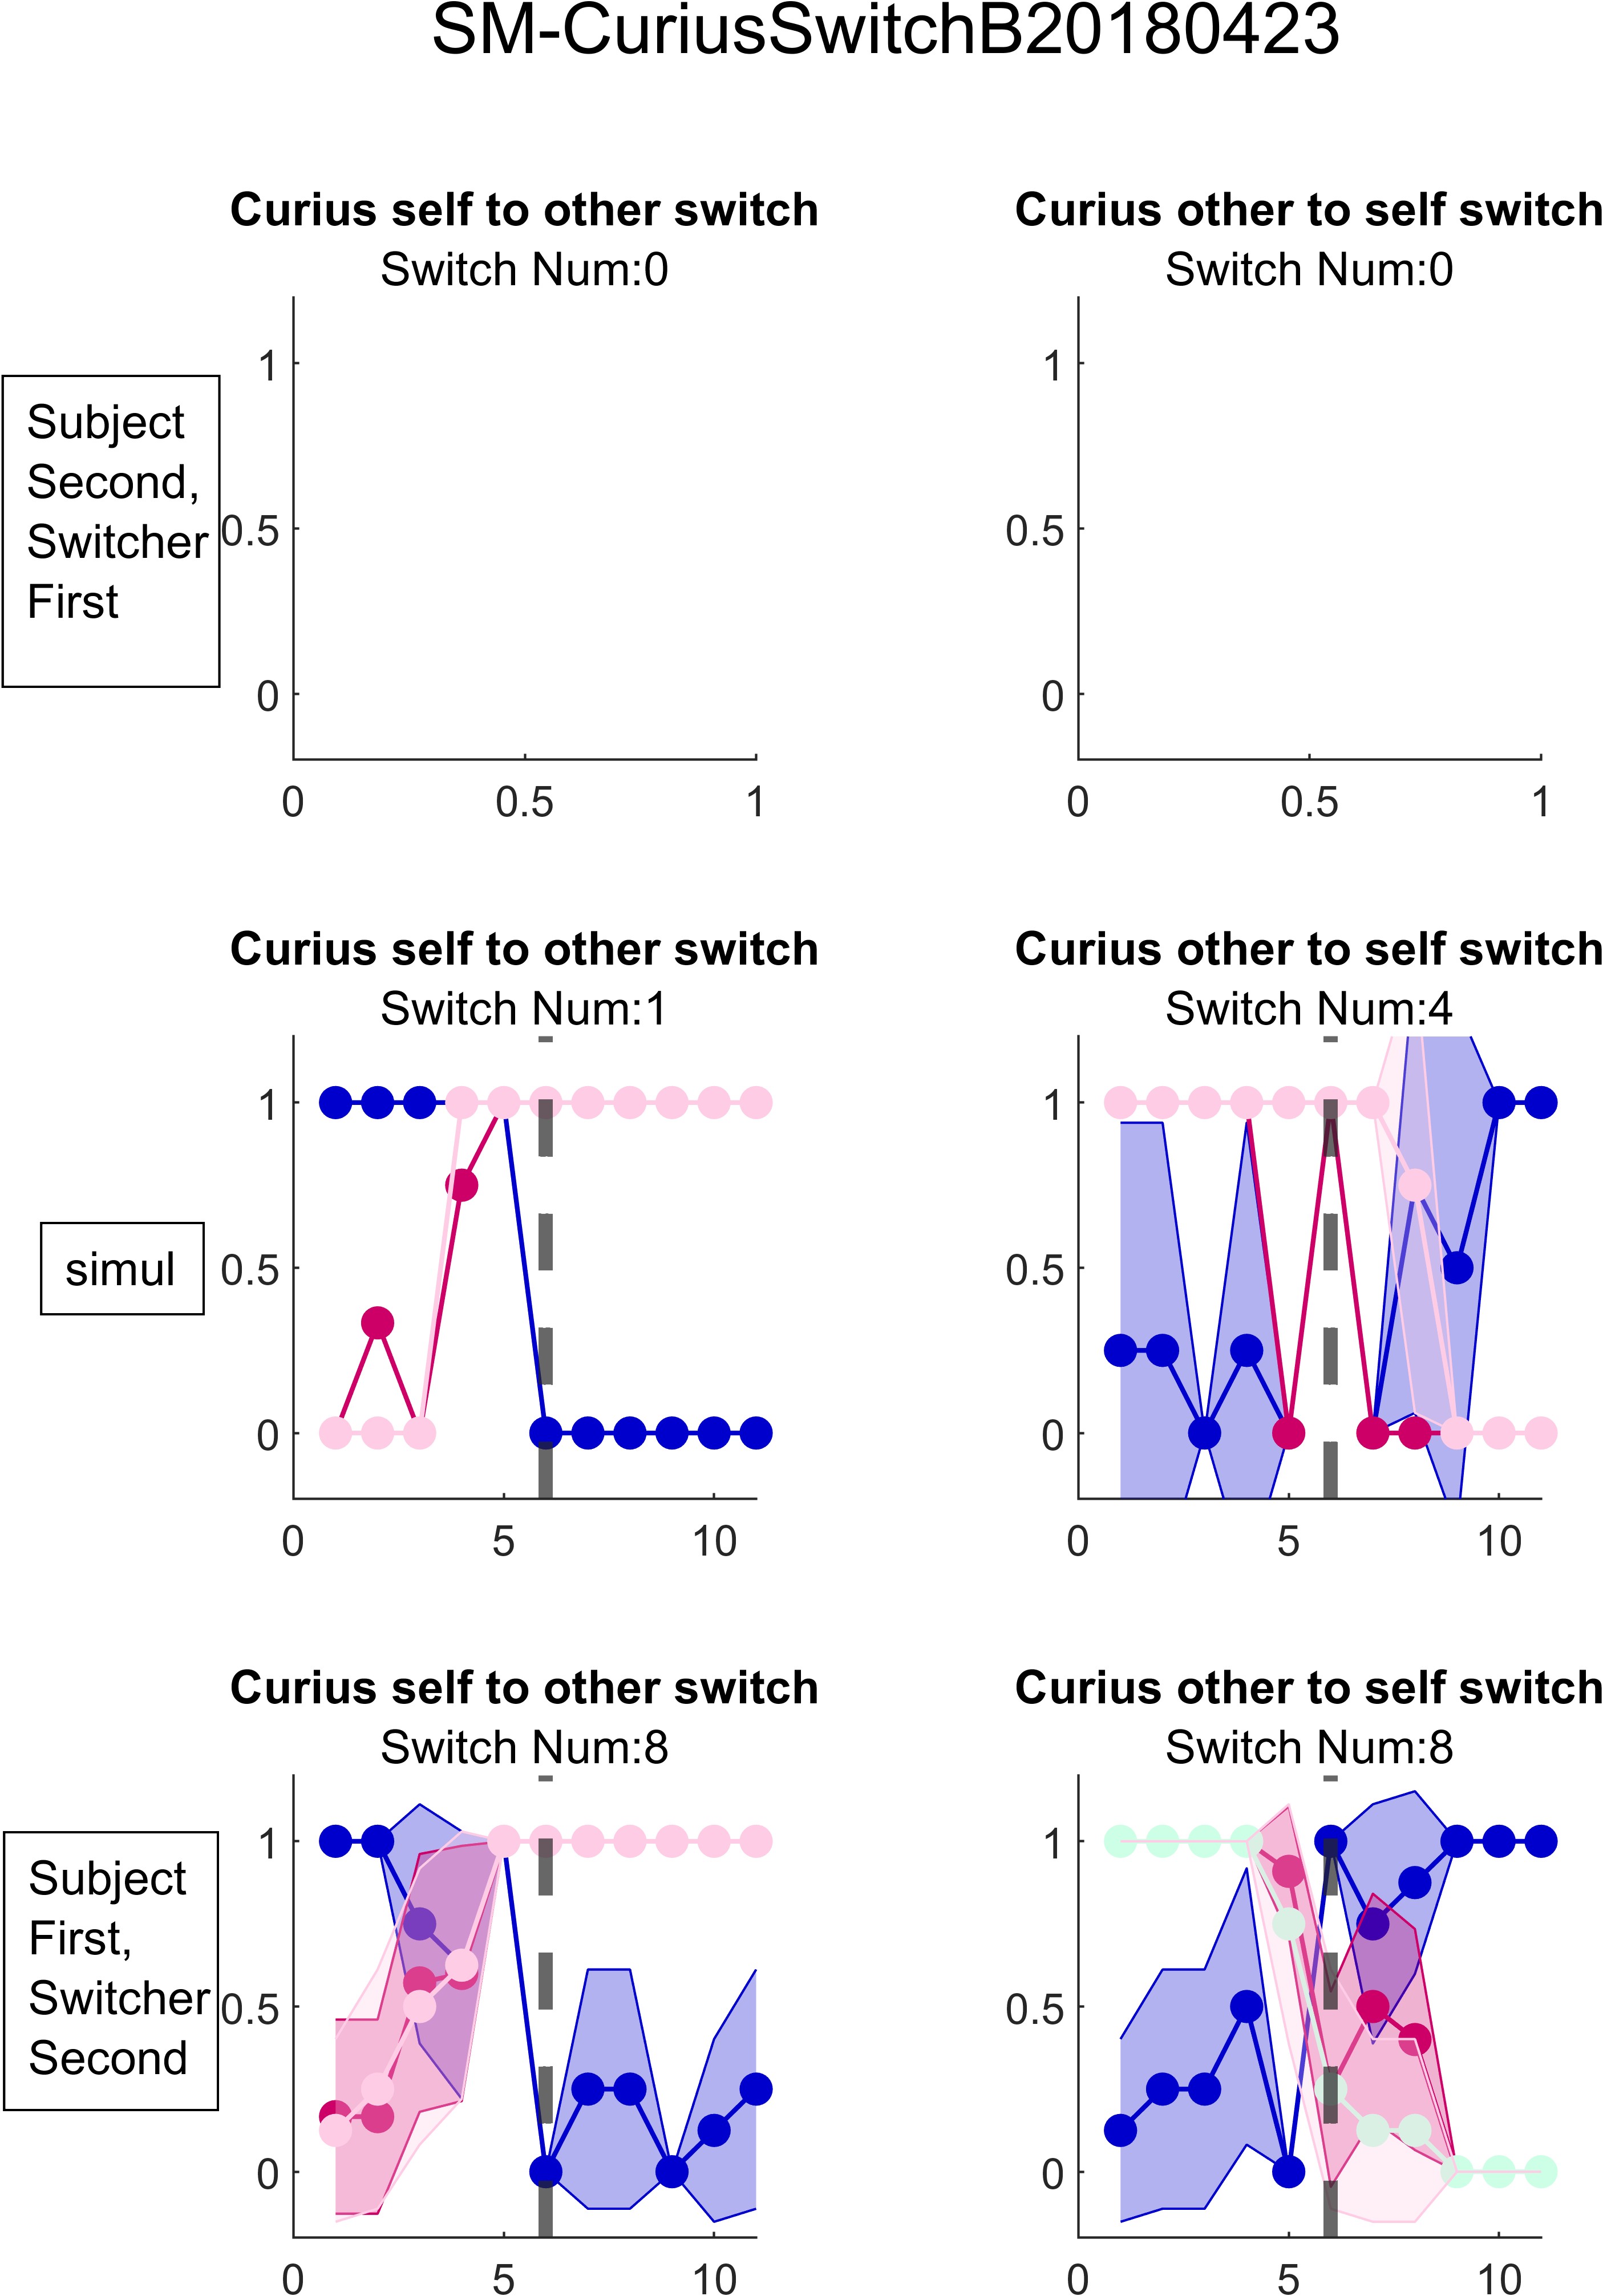 SM-CuriusSwitchB20180423
Curius self to other switch
Switch Num:0
Curius other to self switch
Switch Num:0
Subject
Second,
Switcher
First
1
0.5
0
0
0.5
1
1
0.5
0
0
0.5
1
Curius self to other switch
Switch Num:1
Curius other to self switch
Switch Num:4
simul
1
0.5
0
0
5
10
1
0.5
0
0
5
10
Curius self to other switch
Switch Num:8
Curius other to self switch
Switch Num:8
Subject
First,
Switcher
Second
1
0.5
0
0
5
10
1
0.5
0
0
5
10